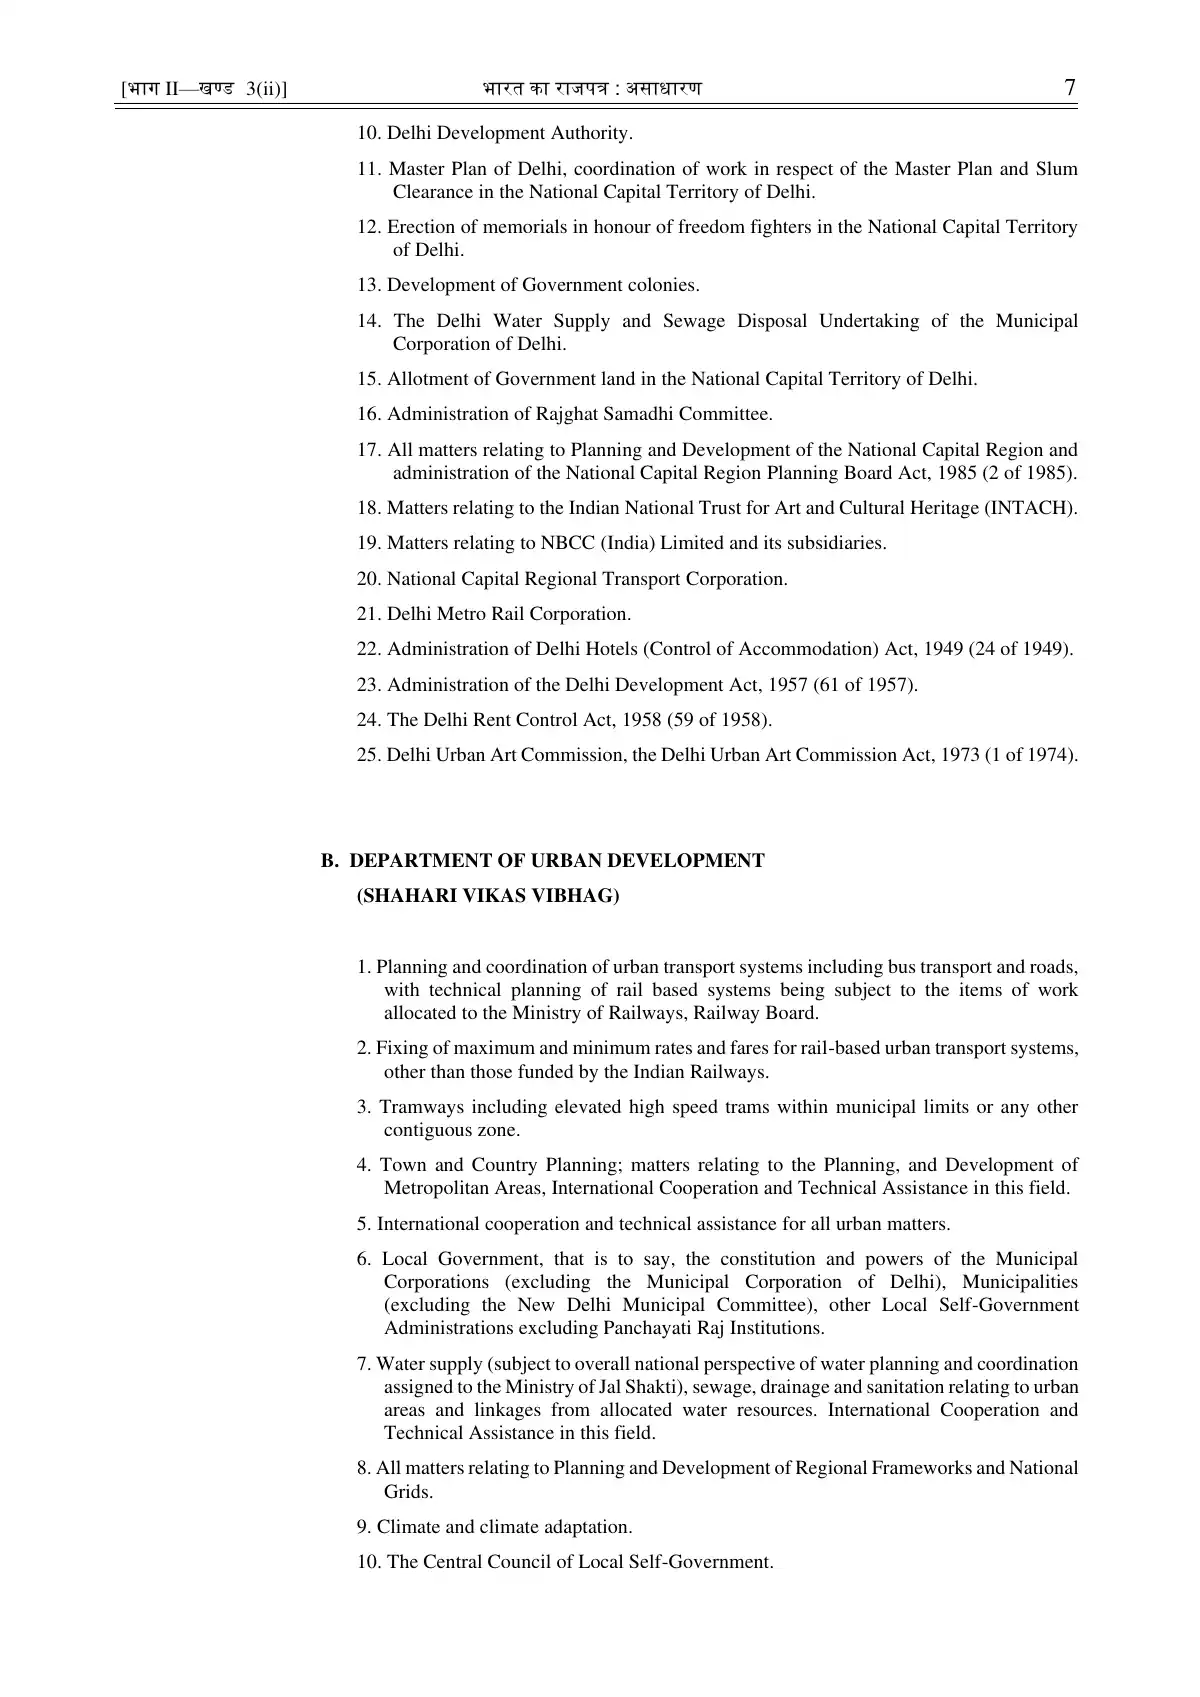 [भाग II—खण्ड 3(ii)] भारत का राजपत्र : असाधारण 7
10. Delhi Development Authority.
11. Master Plan of Delhi, coordination of work in respect of the Master Plan and Slum
Clearance in the National Capital Territory of Delhi.
12. Erection of memorials in honour of freedom fighters in the National Capital Territory
of Delhi.
13. Development of Government colonies.
14. The Delhi Water Supply and Sewage Disposal Undertaking of the Municipal
Corporation of Delhi.
15. Allotment of Government land in the National Capital Territory of Delhi.
16. Administration of Rajghat Samadhi Committee.
17. All matters relating to Planning and Development of the National Capital Region and
administration of the National Capital Region Planning Board Act, 1985 (2 of 1985).
18. Matters relating to the Indian National Trust for Art and Cultural Heritage (INTACH).
19. Matters relating to NBCC (India) Limited and its subsidiaries.
20. National Capital Regional Transport Corporation.
21. Delhi Metro Rail Corporation.
22. Administration of Delhi Hotels (Control of Accommodation) Act, 1949 (24 of 1949).
23. Administration of the Delhi Development Act, 1957 (61 of 1957).
24. The Delhi Rent Control Act, 1958 (59 of 1958).
25. Delhi Urban Art Commission, the Delhi Urban Art Commission Act, 1973 (1 of 1974).
B. DEPARTMENT OF URBAN DEVELOPMENT
(SHAHARI VIKAS VIBHAG)
1. Planning and coordination of urban transport systems including bus transport and roads,
with technical planning of rail based systems being subject to the items of work
allocated to the Ministry of Railways, Railway Board.
2. Fixing of maximum and minimum rates and fares for rail-based urban transport systems,
other than those funded by the Indian Railways.
3. Tramways including elevated high speed trams within municipal limits or any other
contiguous zone.
4. Town and Country Planning; matters relating to the Planning, and Development of
Metropolitan Areas, International Cooperation and Technical Assistance in this field.
5. International cooperation and technical assistance for all urban matters.
6. Local Government, that is to say, the constitution and powers of the Municipal
Corporations (excluding the Municipal Corporation of Delhi), Municipalities
(excluding the New Delhi Municipal Committee), other Local Self-Government
Administrations excluding Panchayati Raj Institutions.
7. Water supply (subject to overall national perspective of water planning and coordination
assigned to the Ministry of Jal Shakti), sewage, drainage and sanitation relating to urban
areas and linkages from allocated water resources. International Cooperation and
Technical Assistance in this field.
8. All matters relating to Planning and Development of Regional Frameworks and National
Grids.
9. Climate and climate adaptation.
10. The Central Council of Local Self-Government.